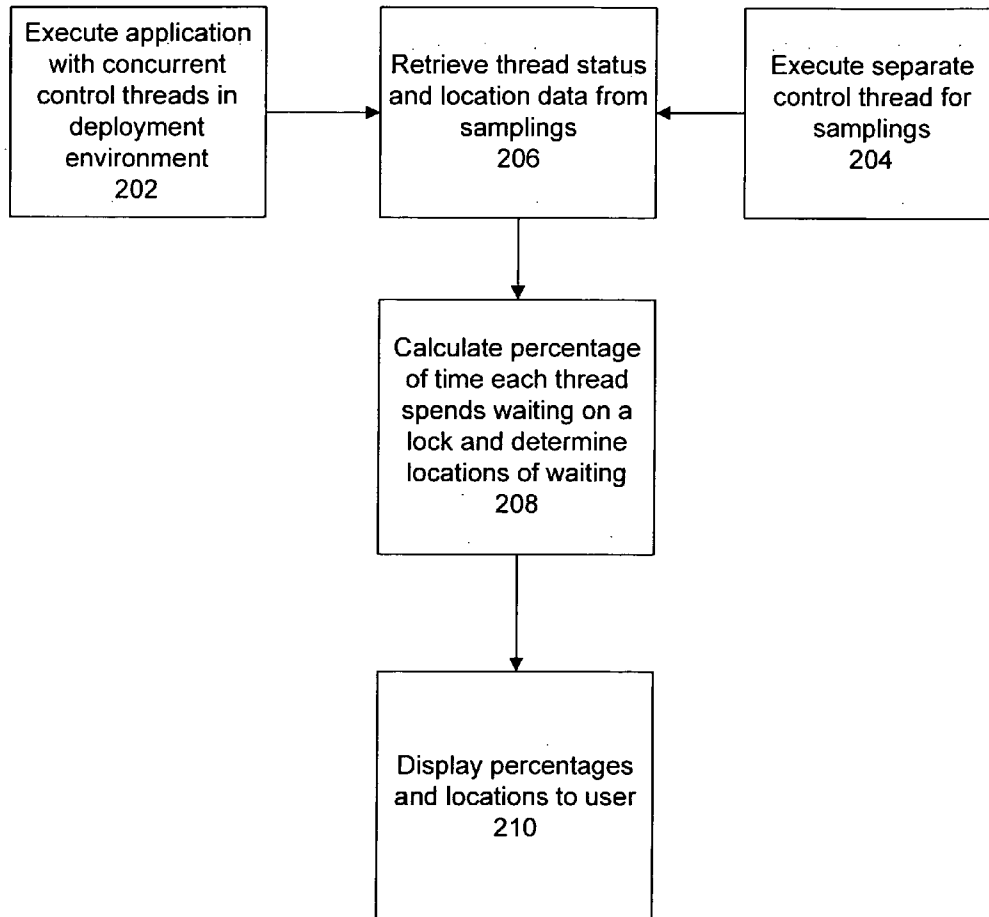 Execute application
with concurrent
control threads in
deployment
environment
202
Retrieve thread status
and location data from
samplings
206
Execute separate
control thread for
samplings
204
Calculate percentage
of time each thread
spends waiting on a
lock and determine
locations of waiting
208
Display percentages
and locations to user
210